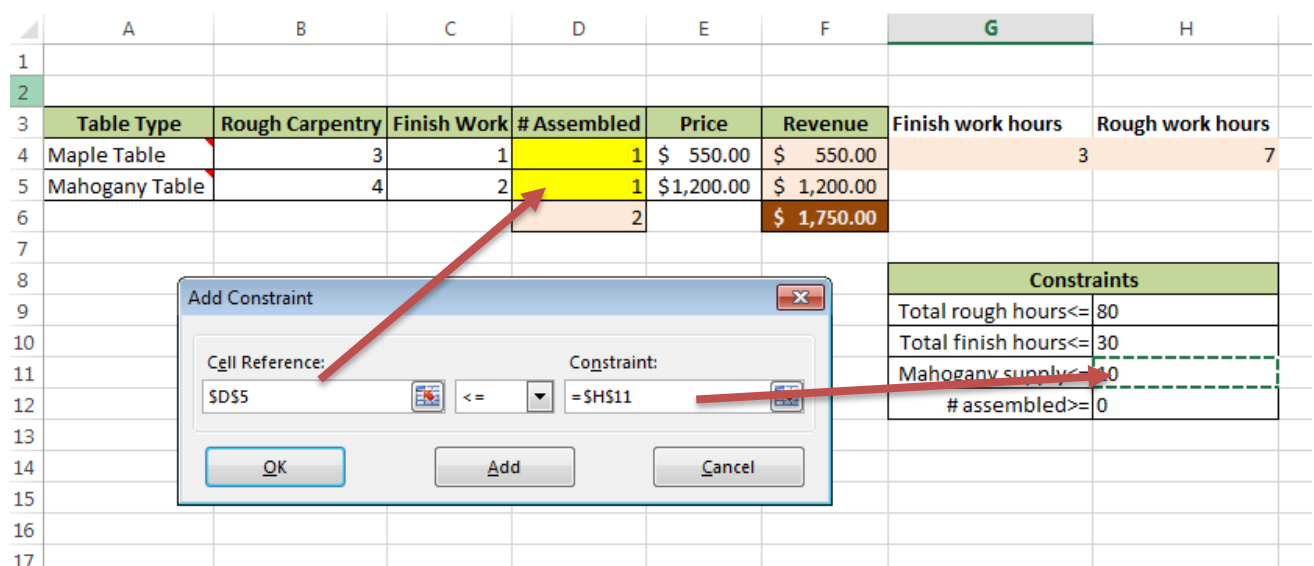 A B C D E F G H
1
2
3 Table Type Rough Carpentry Finish Work # Assembled Price Revenue Finish work hours Rough work hours
4 Maple Table 3 1 1 $ 550.00 $ 550.00 3 7
5 Mahogany Table 4 2 1 $1,200.00 $ 1,200.00
6 2 $ 1,750.00
7
8 Constraints
Add Constraint
9 Total rough hours<= 80
10 Total finish hours<= 30
Cell Reference: Constraint:
11 Mahogany supply<= 10
$D$5 <= =$H$11
12 # assembled>= 0
13
14 OK Add Cancel
15
16
17